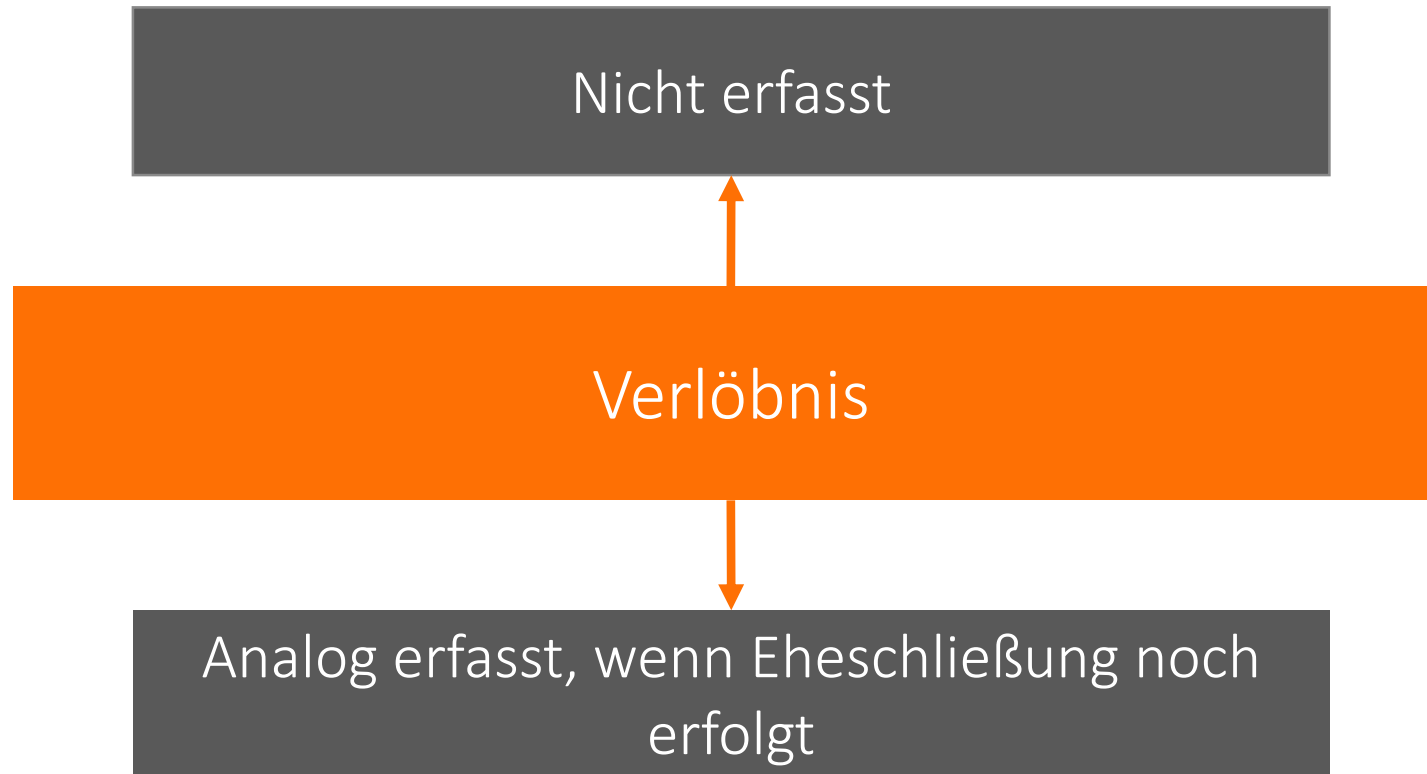 Nicht erfasst
Verlöbnis
Analog erfasst, wenn Eheschließung noch
erfolgt